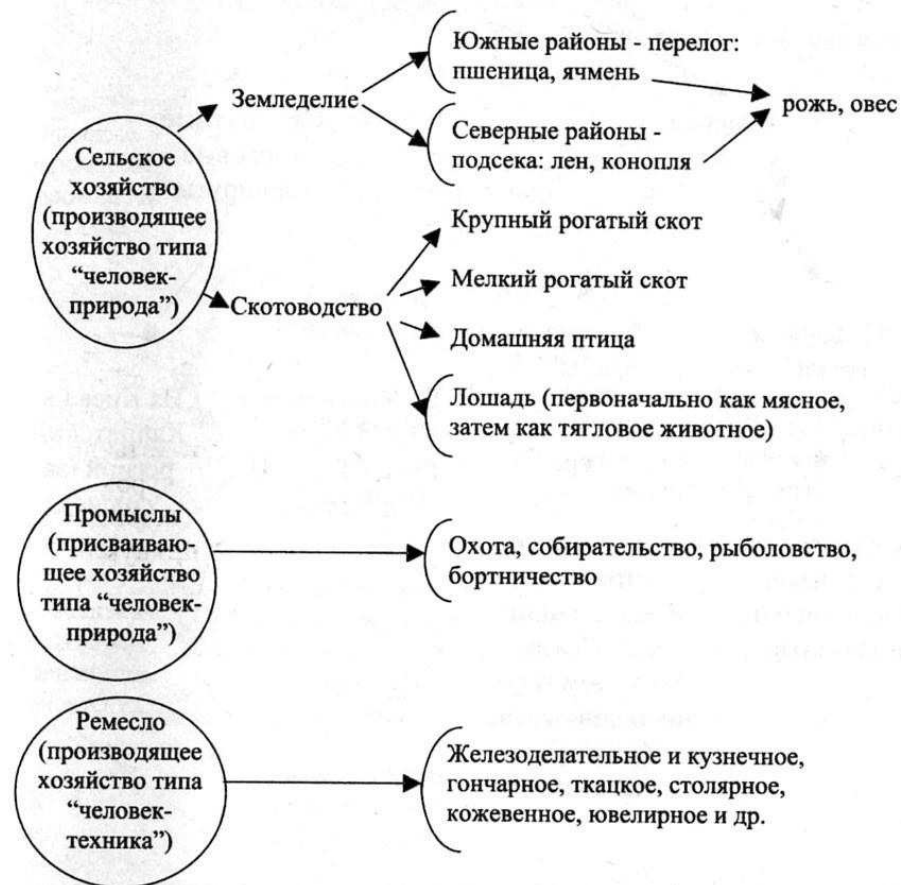 Южные районы - перелог:
пшеница, ячмень
Земледелие
рожь, овес
Северные районы -
подсека: лен, конопля
Сельское
хозяйство
(производящее
хозяйство типа
“человек-
природа”)
Крупный рогатый скот
Мелкий рогатый скот
Скотоводство
Домашняя птица
Лошадь (первоначально как мясное,
затем как тягловое животное)
Промыслы
(присваиваю-
щее хозяйство
типа “человек-
природа”)
Охота, собирательство, рыболовство,
бортничество
Ремесло
(производящее
хозяйство типа
“человек-
техника”)
Железоделательное и кузнечное,
гончарное, ткацкое, столярное,
кожевенное, ювелирное и др.